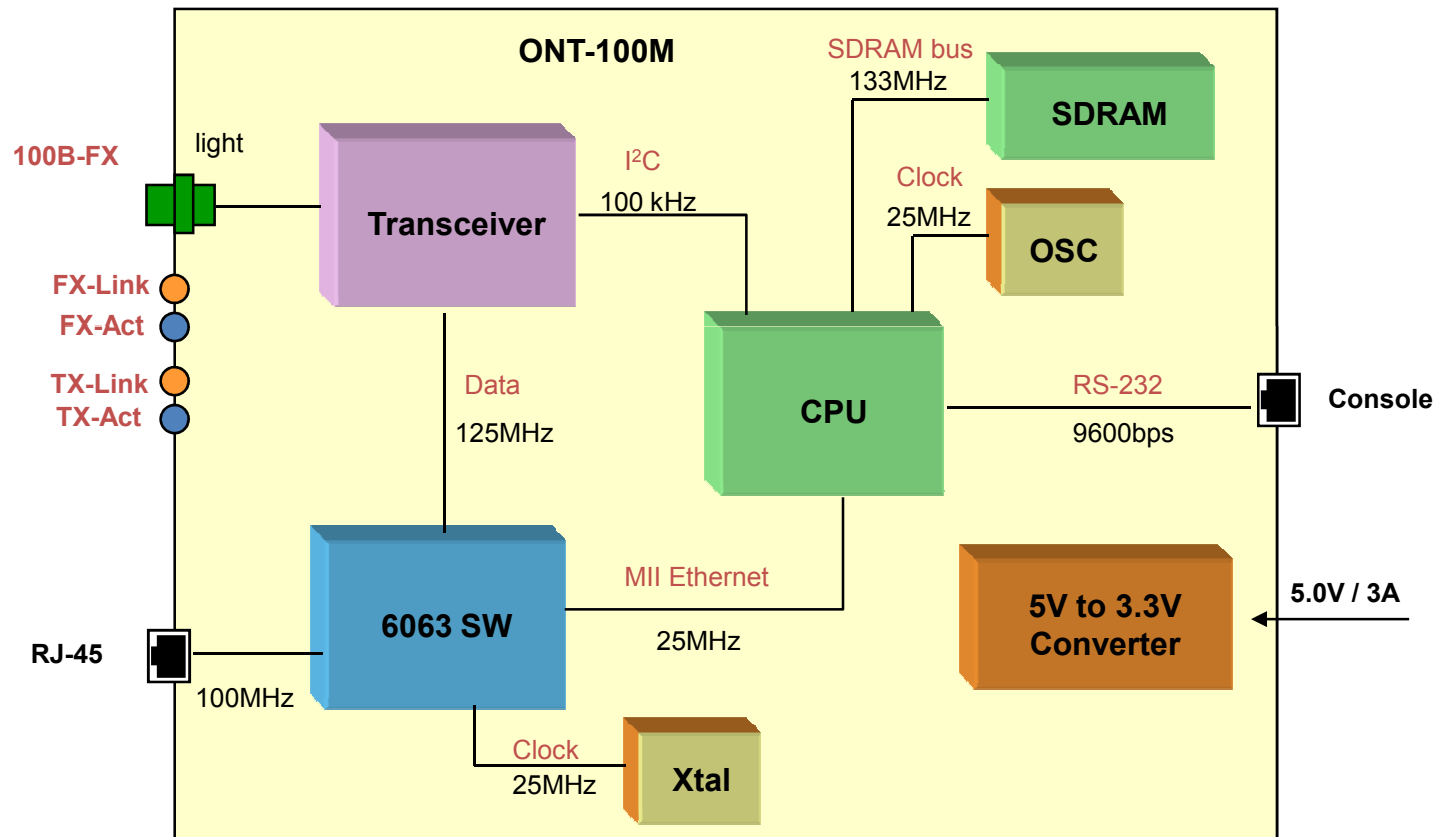 ONT-100M
SDRAM bus
133MHz
SDRAM
100B-FX
light
Transceiver
I²C
100 kHz
Clock
25MHz
OSC
FX-Link
FX-Act
TX-Link
TX-Act
Data
125MHz
CPU
RS-232
9600bps
Console
6063 SW
MII Ethernet
25MHz
5V to 3.3V
Converter
5.0V / 3A
RJ-45
100MHz
Clock
25MHz
Xtal